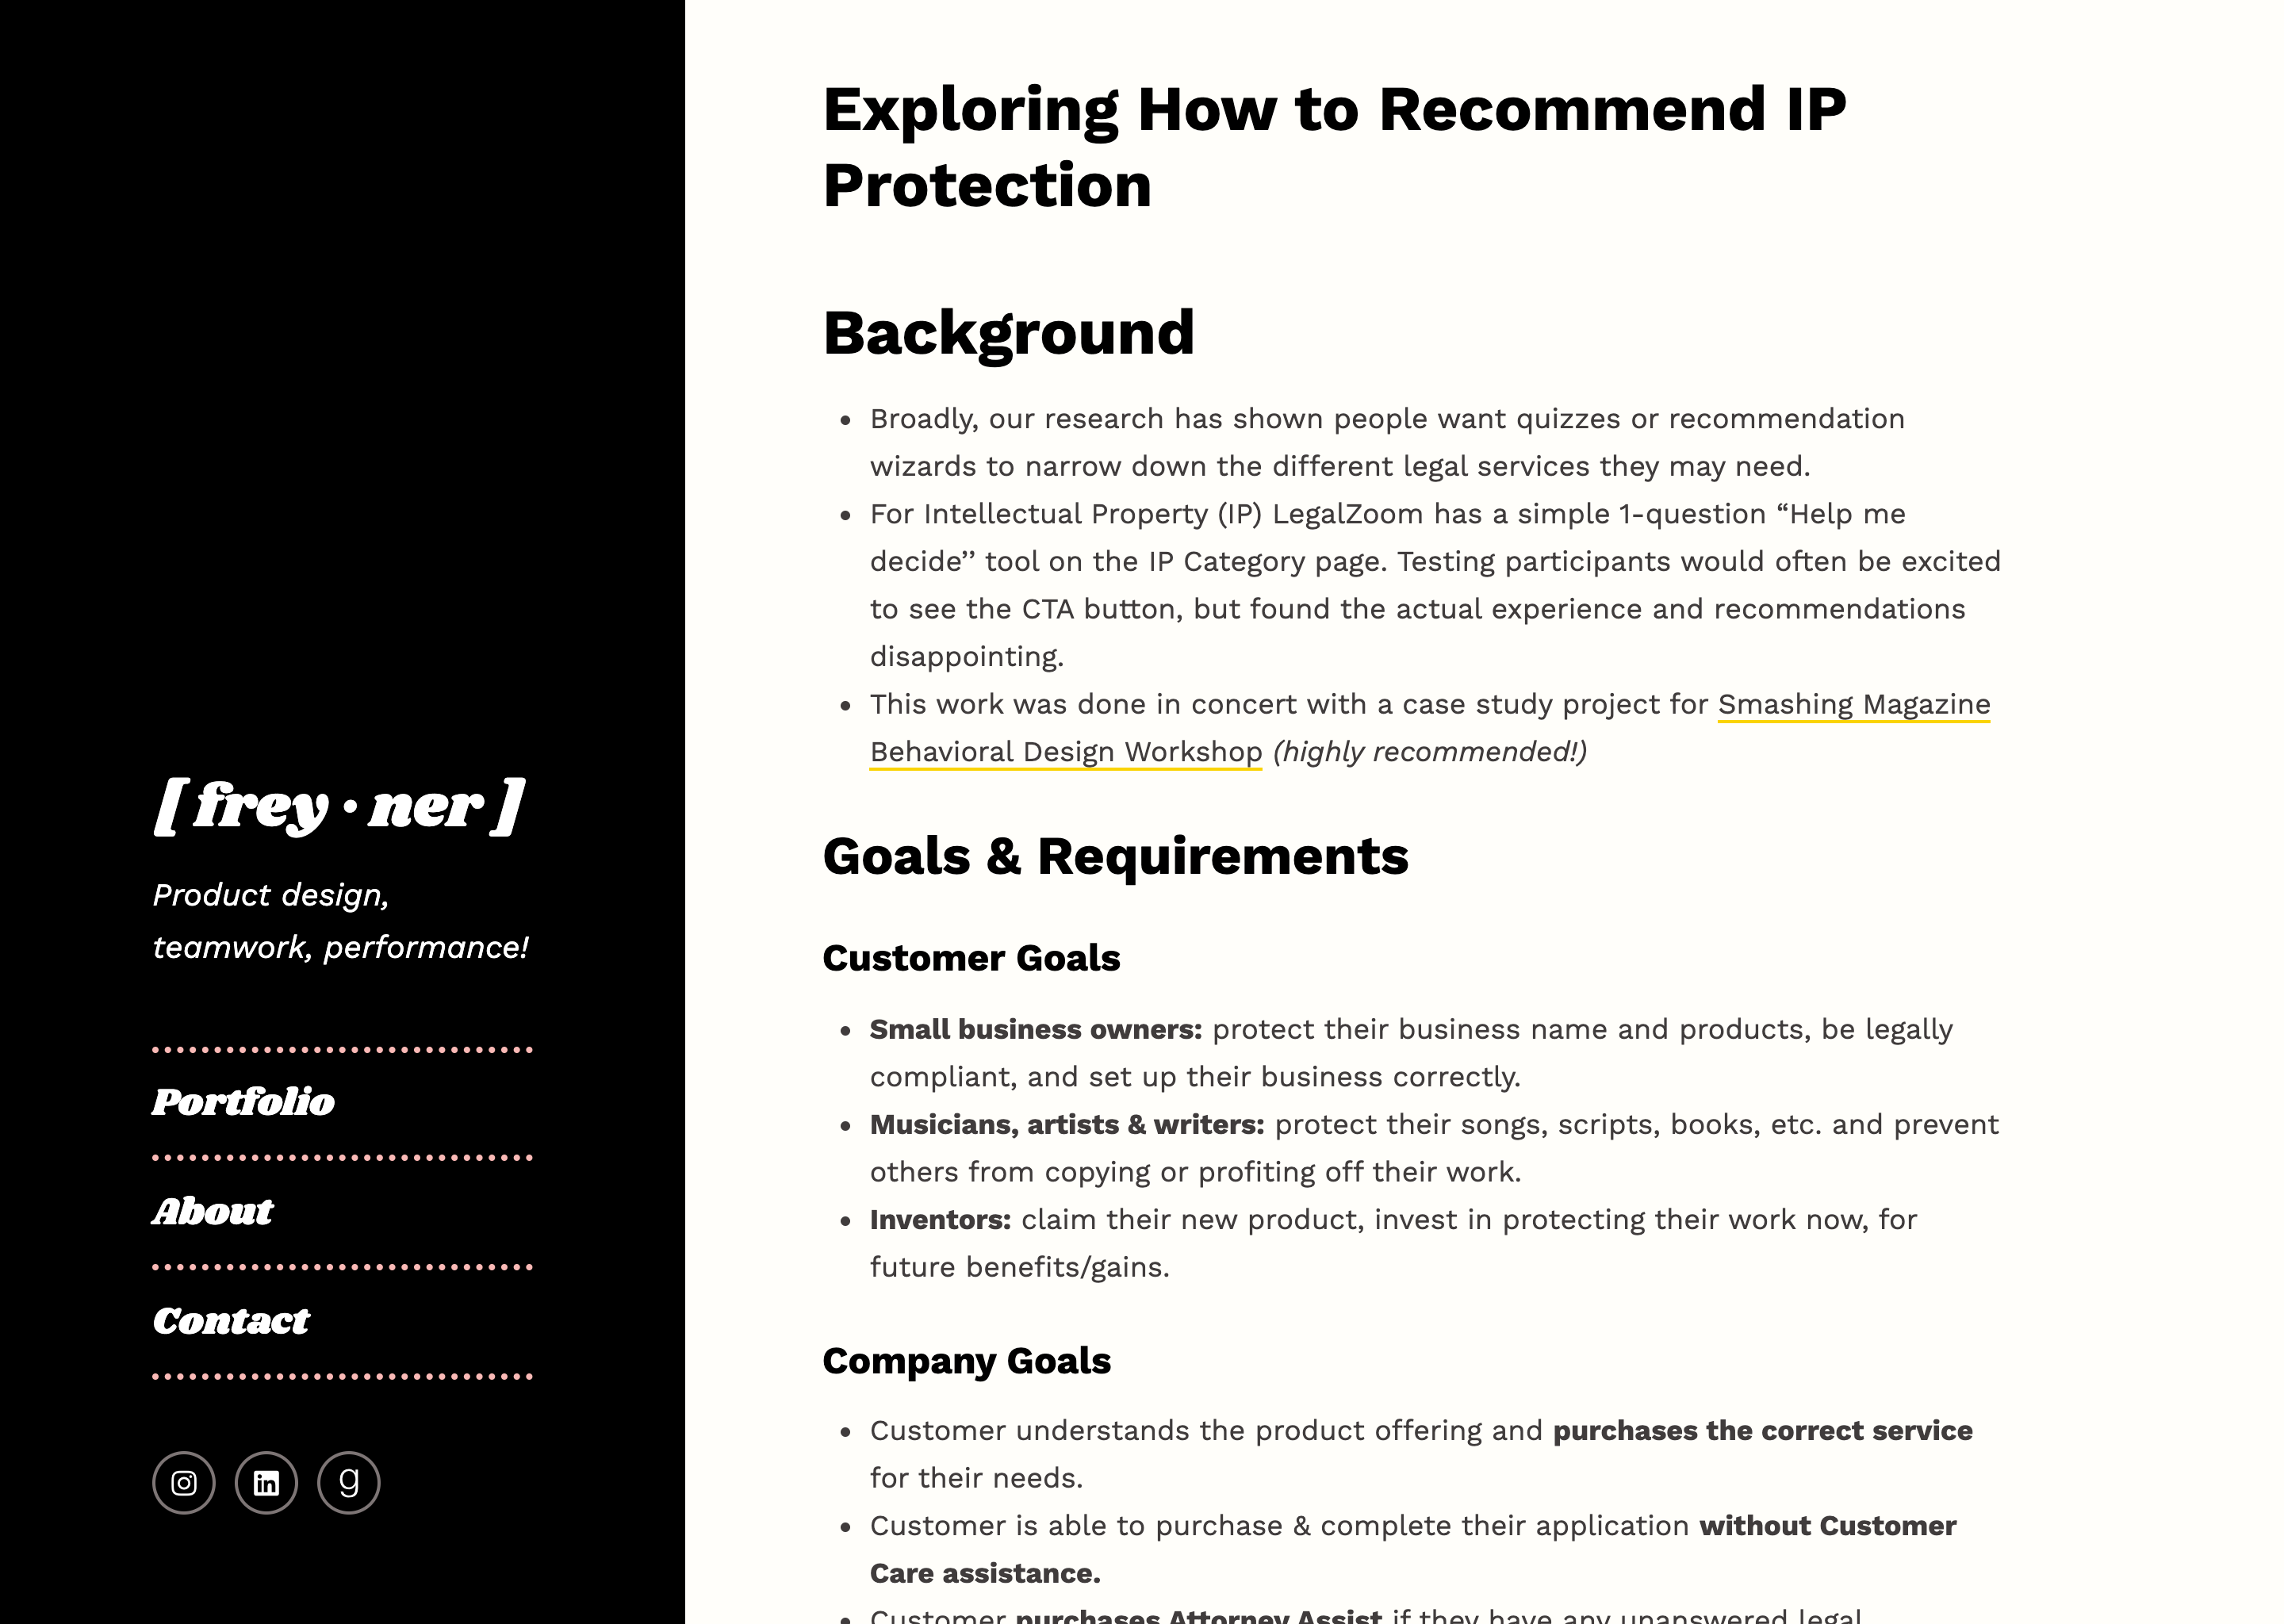 [ frey · ner ]
Product design,
teamwork, performance!
Portfolio
About
Contact
Exploring How to Recommend IP
Protection
Background
• Broadly, our research has shown people want quizzes or recommendation
wizards to narrow down the different legal services they may need.
• For Intellectual Property (IP) LegalZoom has a simple 1-question “Help me
decide’’ tool on the IP Category page. Testing participants would often be excited
to see the CTA button, but found the actual experience and recommendations
disappointing.
• This work was done in concert with a case study project for Smashing Magazine
Behavioral Design Workshop (highly recommended!)
Goals & Requirements
Customer Goals
• Small business owners: protect their business name and products, be legally
compliant, and set up their business correctly.
• Musicians, artists & writers: protect their songs, scripts, books, etc. and prevent
others from copying or profiting off their work.
• Inventors: claim their new product, invest in protecting their work now, for
future benefits/gains.
Company Goals
• Customer understands the product offering and purchases the correct service
for their needs.
• Customer is able to purchase & complete their application without Customer
Care assistance.
• Customer purchases Attorney Assist if they have any unanswered legal